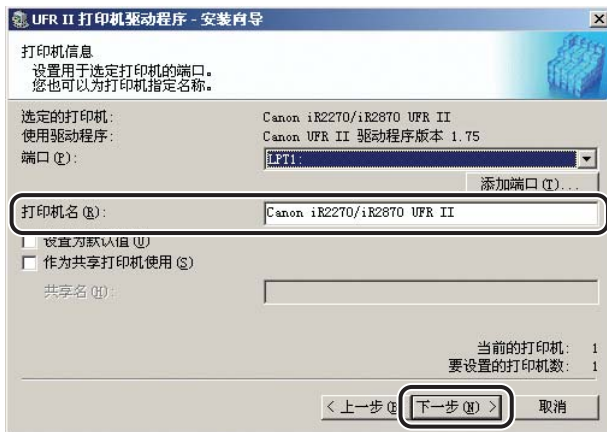 UFR II 打印机驱动程序 - 安装向导
打印机信息
设置用于选定打印机的端口。
您也可以为打印机指定名称。
选定的打印机: Canon iR2270/iR2870 UFR II
使用驱动程序: Canon UFR II 驱动程序版本 1.75
端口(P): LPT1:
添加端口(T)...
打印机名(R): Canon iR2270/iR2870 UFR II
设置为默认值(U)
作为共享打印机使用(S)
共享名(H):
当前的打印机: 1
要设置的打印机数: 1
< 上一步(B 下一步(N) > 取消